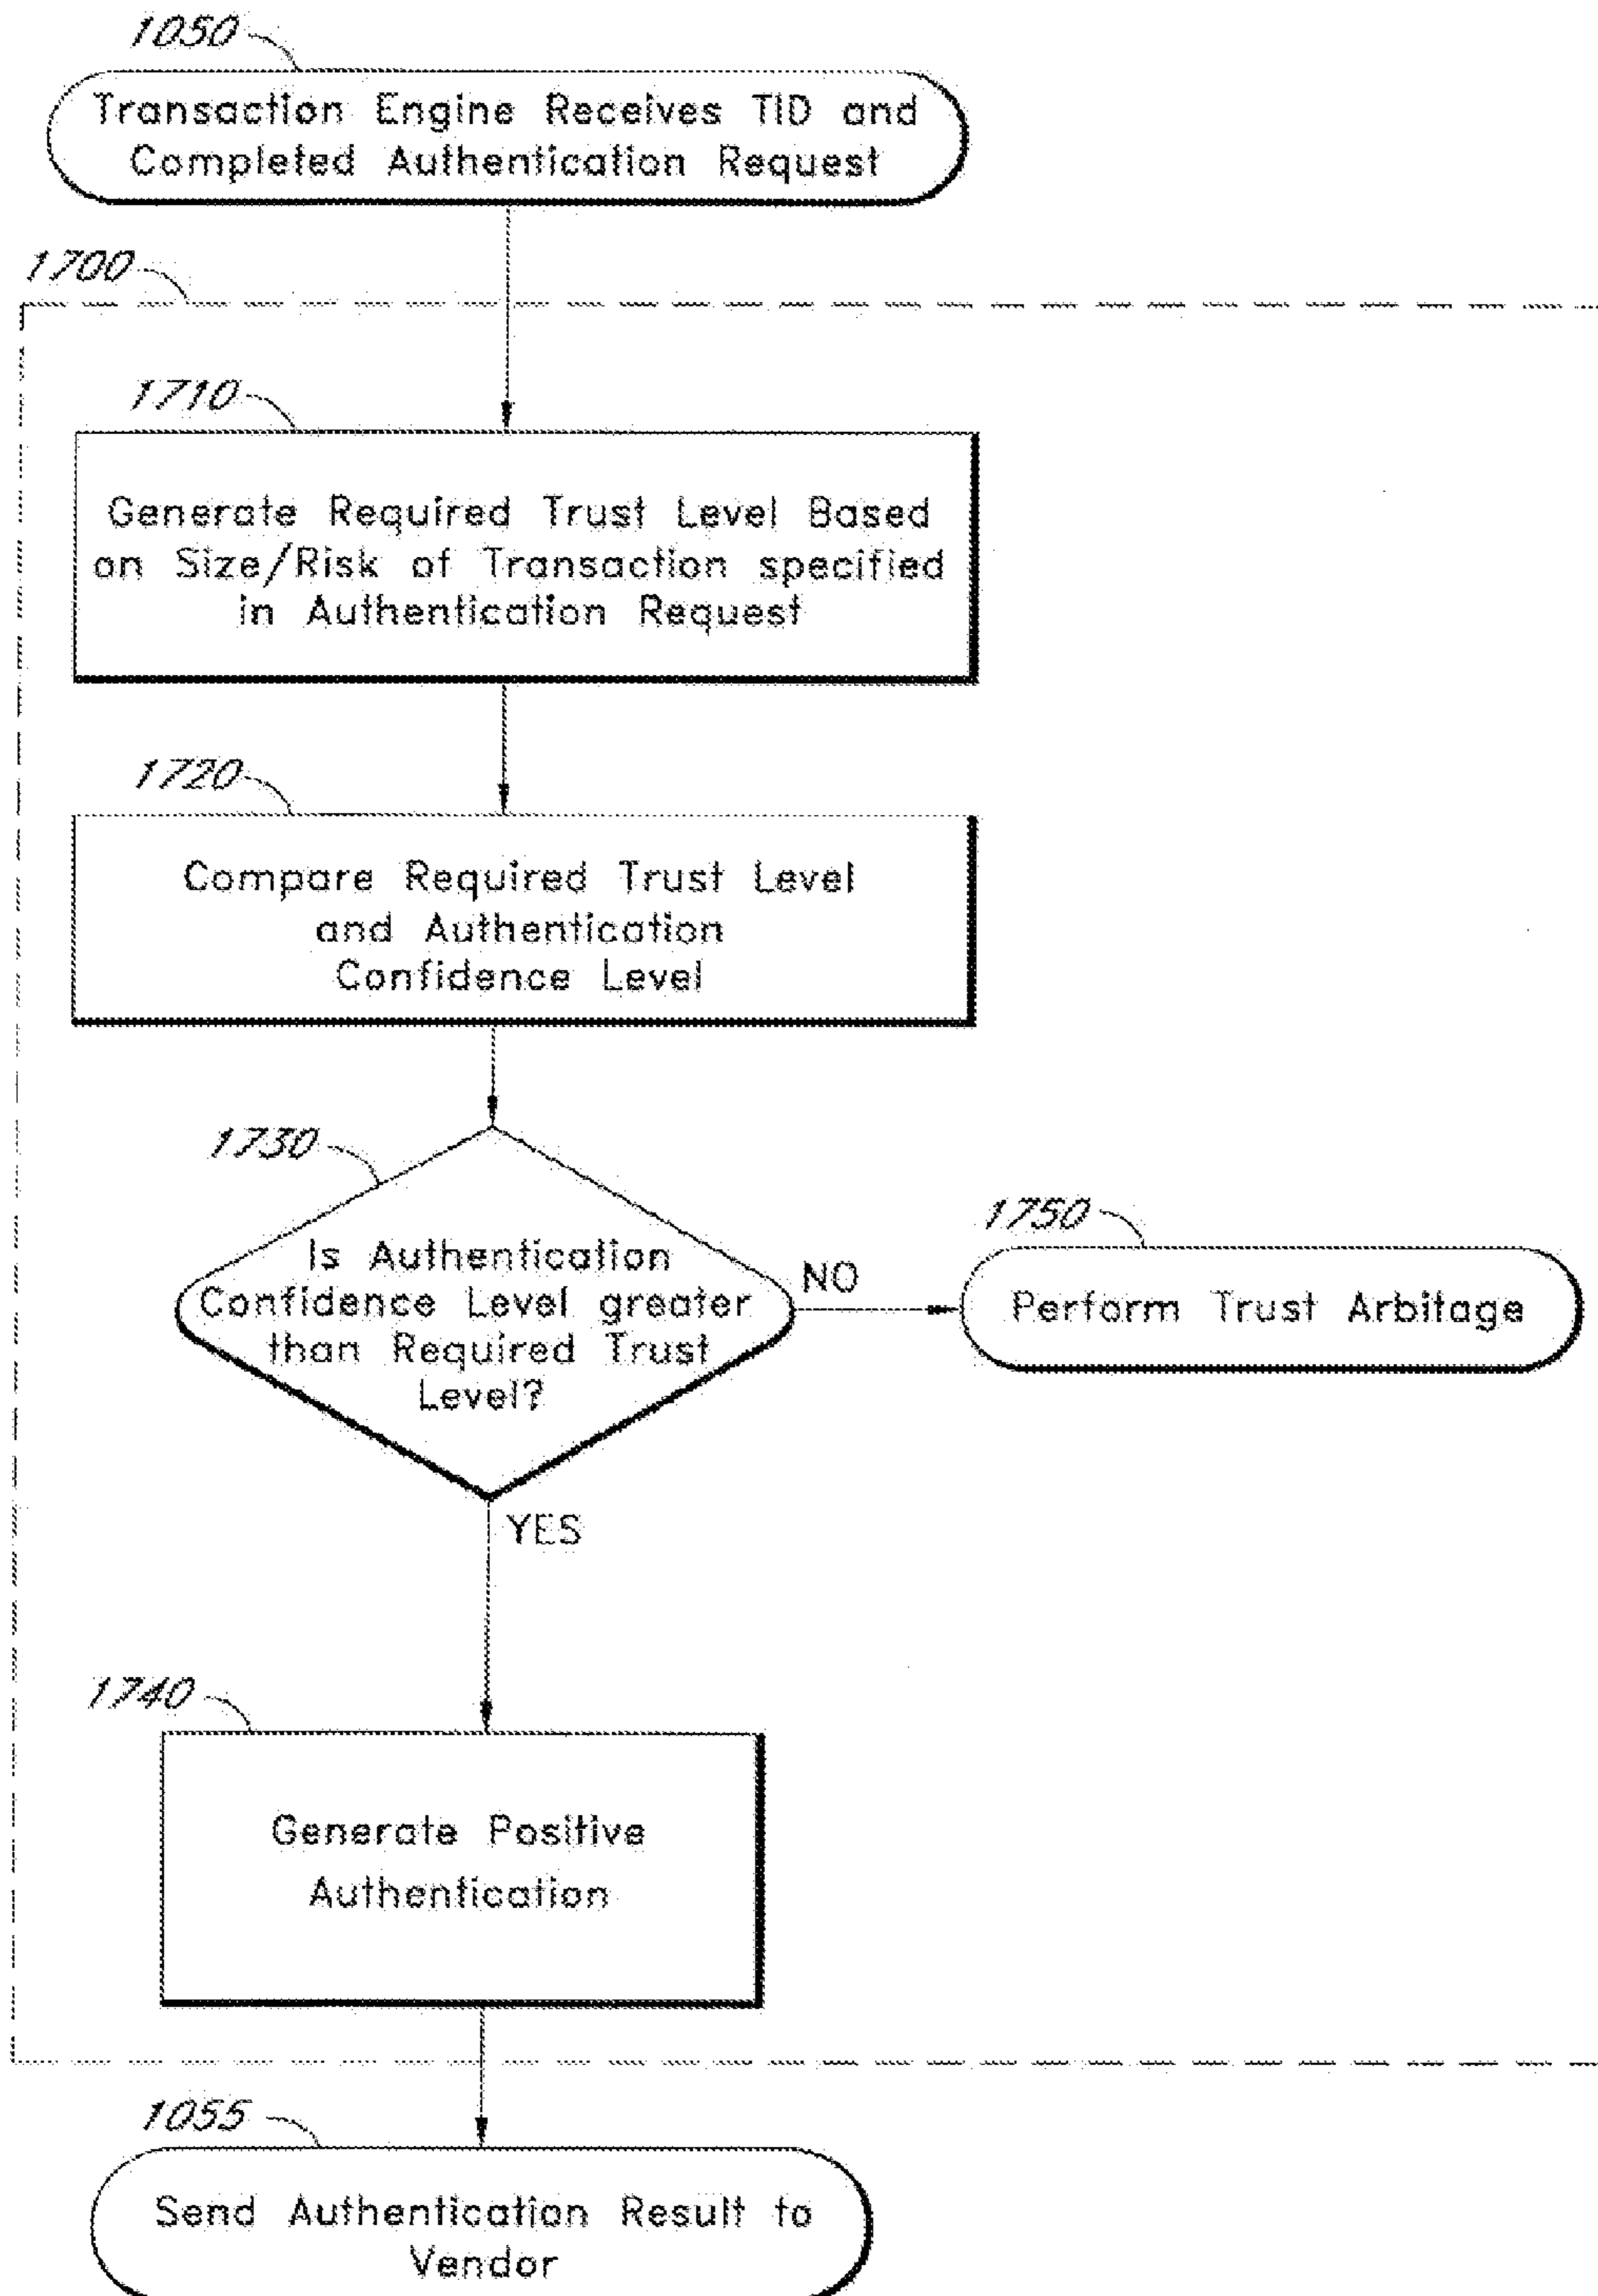 1050
Transaction Engine Receives TID and
Completed Authentication Request
1700
1710
Generate Required Trust Level Based
on Size/Risk of Transaction specified
in Authentication Request
1720
Compare Required Trust Level
and Authentication
Confidence Level
1730
Is Authentication
Confidence Level greater
than Required Trust
Level?
NO
1750
Perform Trust Arbitage
YES
1740
Generate Positive
Authentication
1055
Send Authentication Result to
Vendor